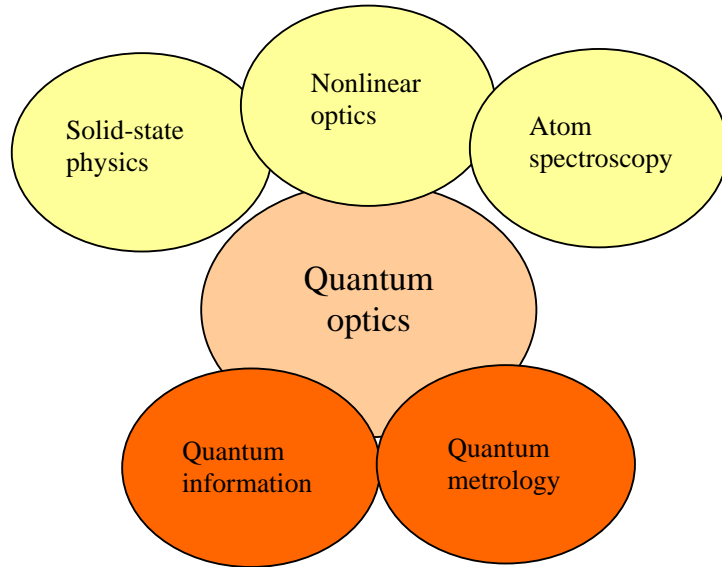 Solid-state
physics
Nonlinear
optics
Atom
spectroscopy
Quantum
optics
Quantum
information
Quantum
metrology